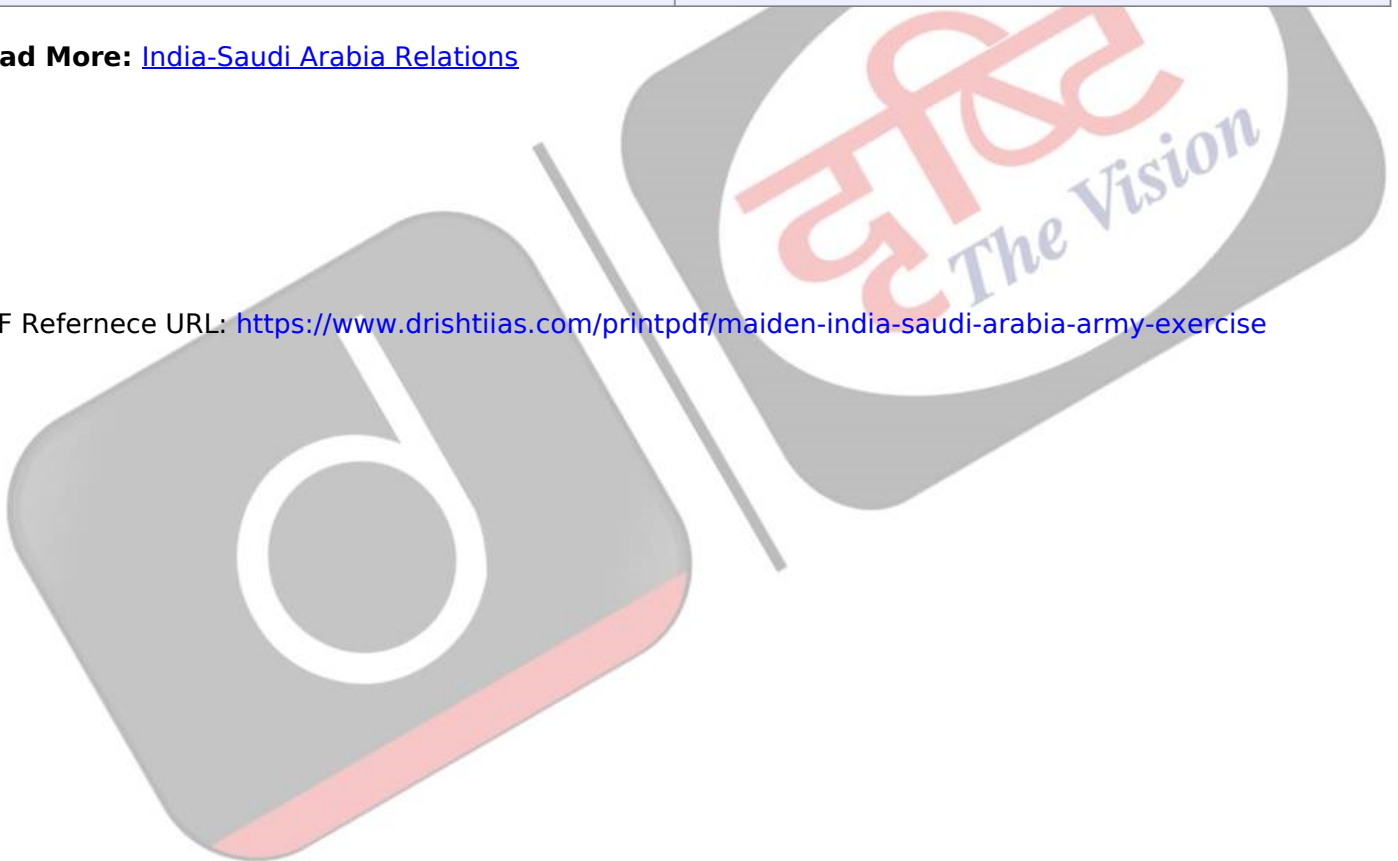 ad More: India-Saudi Arabia Relations
दृष्टि
The Vision
F Refernece URL: https://www.drishtiias.com/printpdf/maiden-india-saudi-arabia-army-exercise